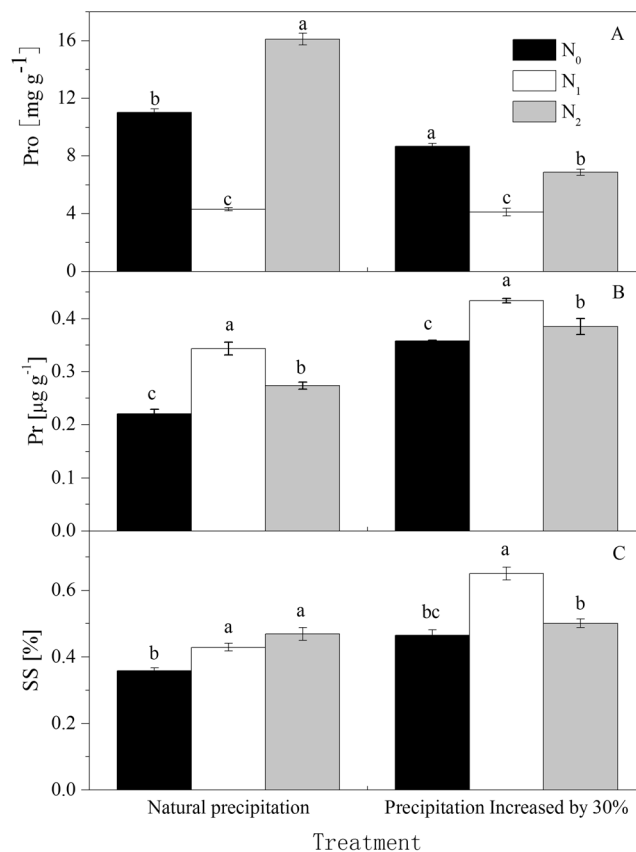 A
Pro [mg g⁻¹]
16
12
8
4
0
b
c
a
a
c
b
N₀
N₁
N₂
B
Pr [µg g⁻¹]
0.4
0.3
0.2
0.1
0.0
c
a
b
c
a
b
C
SS [%]
0.6
0.4
0.2
0.0
b
a
a
bc
a
b
Natural precipitation
Precipitation Increased by 30%
Treatment